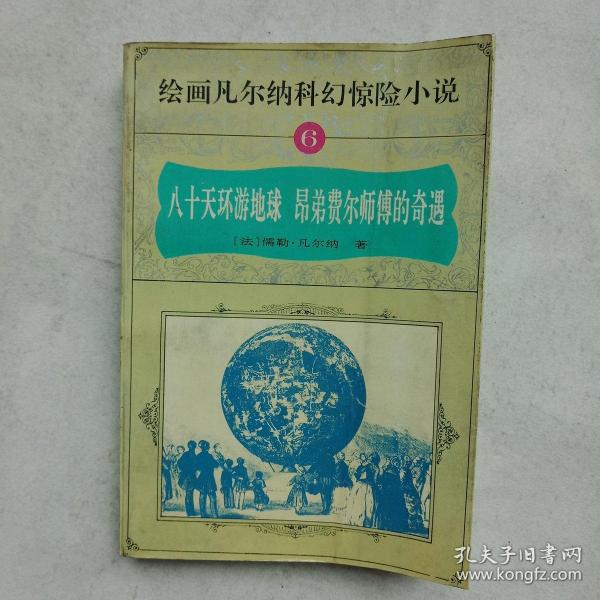 绘画凡尔纳科幻惊险小说
6
八十天环游地球 昂弟费尔师傅的奇遇
[法]儒勒·凡尔纳 著
孔夫子旧书网
www.kongfz.com